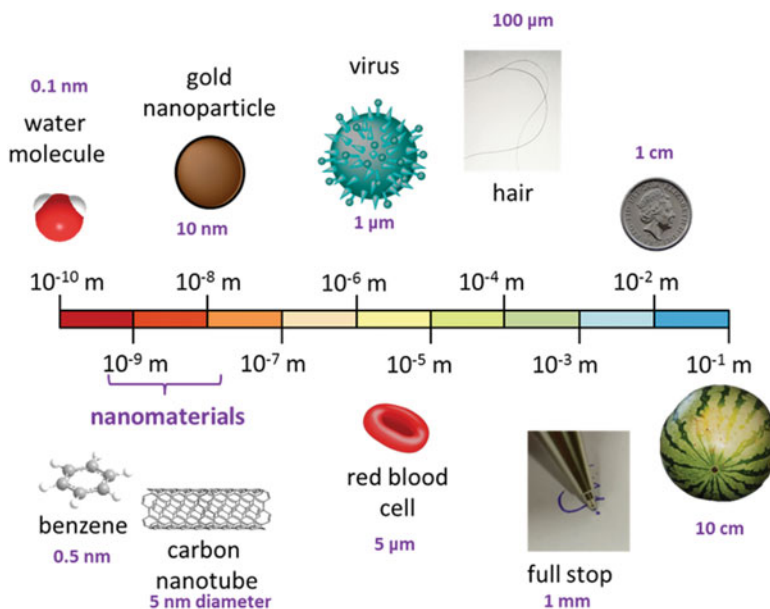 100 µm
virus
gold
nanoparticle
0.1 nm
water
molecule
1 cm
hair
10 nm
1 µm
10-10 m
10-8 m
10-6 m
10-4 m
10-2 m
10-9 m
10-7 m
10-5 m
10-3 m
10-1 m
nanomaterials
red blood
cell
benzene
0.5 nm
carbon
nanotube
5 nm diameter
5 µm
10 cm
full stop
1 mm